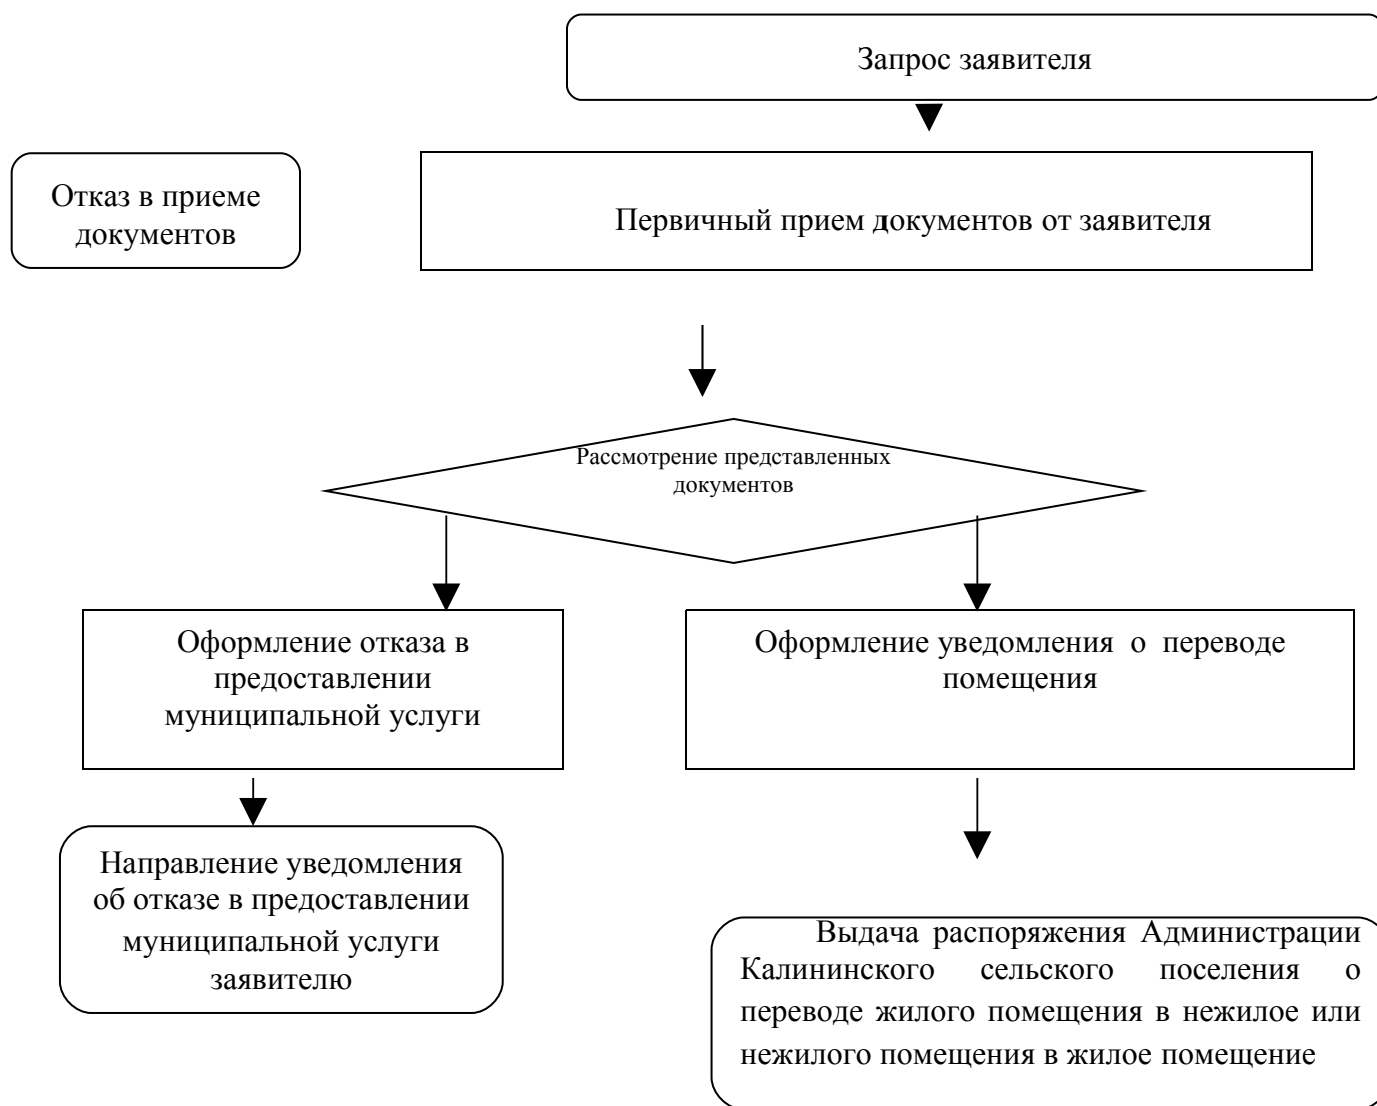 Запрос заявителя
Отказ в приеме
документов
Первичный прием документов от заявителя
Рассмотрение представленных
документов
Оформление отказа в
предоставлении
муниципальной услуги
Оформление уведомления о переводе
помещения
Направление уведомления
об отказе в предоставлении
муниципальной услуги
заявителю
Выдача распоряжения Администрации
Калининского сельского поселения о
переводе жилого помещения в нежилое или
нежилого помещения в жилое помещение